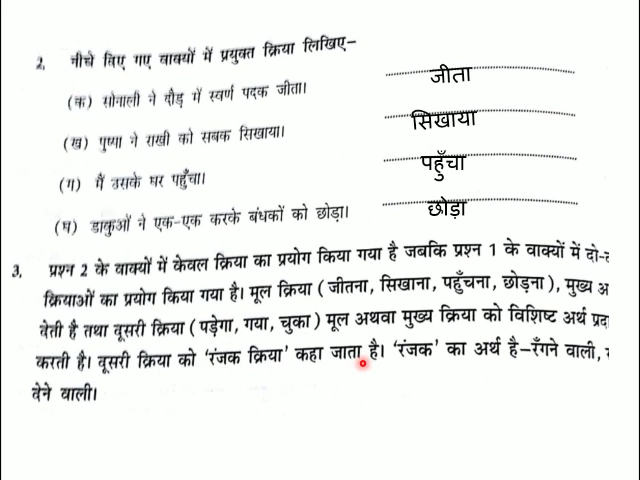 2. नीचे दिए गए वाक्यों में प्रयुक्त क्रिया लिखिए–
(क) सोनाली ने दौड़ में स्वर्ण पदक जीता। जीता
(ख) पुष्पा ने राखी को सबक सिखाया। सिखाया
(ग) मैं उसके घर पहुँचा। पहुँचा
(घ) डाकुओं ने एक-एक करके बंधकों को छोड़ा। छोड़ा
3. प्रश्न 2 के वाक्यों में केवल क्रिया का प्रयोग किया गया है जबकि प्रश्न 1 के वाक्यों में दो-
क्रियाओं का प्रयोग किया गया है। मूल क्रिया (जीतना, सिखाना, पहुँचना, छोड़ना), मुख्य
देती है तथा दूसरी क्रिया (पड़ेगा, गया, चुका) मूल अथवा मुख्य क्रिया को विशिष्ट अर्थ
करती है। दूसरी क्रिया को 'रंजक क्रिया' कहा जाता है। 'रंजक' का अर्थ है–रँगने वाली,
देने वाली।